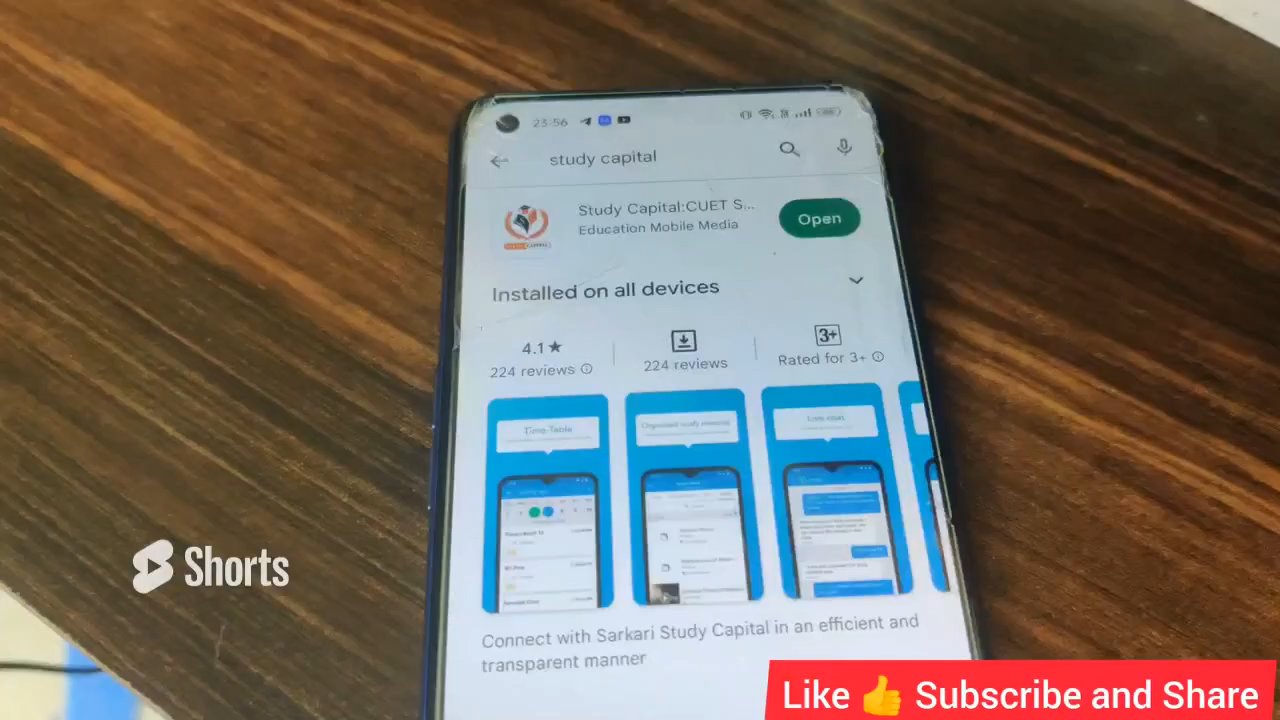 23:56
study capital
Study Capital:CUET S...
Education Mobile Media
Open
Installed on all devices
4.1★
224 reviews
224 reviews
3+
Rated for 3+
Time-Table
Organised study material
Live chat
Connect with Sarkari Study Capital in an efficient and
transparent manner
Shorts
Like 👍 Subscribe and Share